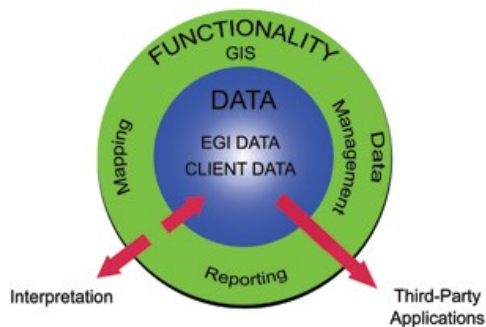 FUNCTIONALITY
GIS
DATA
EGI DATA
CLIENT DATA
Mapping
Data
Management
Reporting
Interpretation
Third-Party
Applications